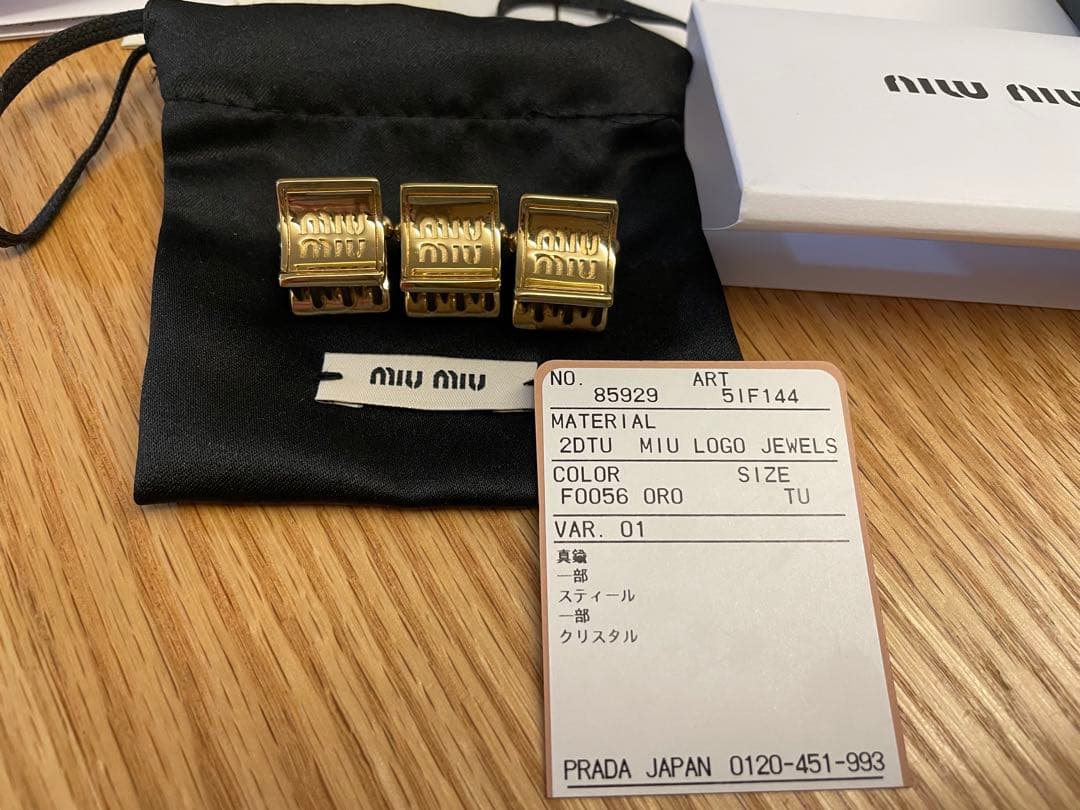 miu miu
miu
miu
miu
miu
miu
miu
miu miu
NO. ART
85929 5IF144
MATERIAL
2DTU MIU LOGO JEWELS
COLOR SIZE
F0056 ORO TU
VAR. 01
真鍮
一部
スティール
一部
クリスタル
PRADA JAPAN 0120-451-993